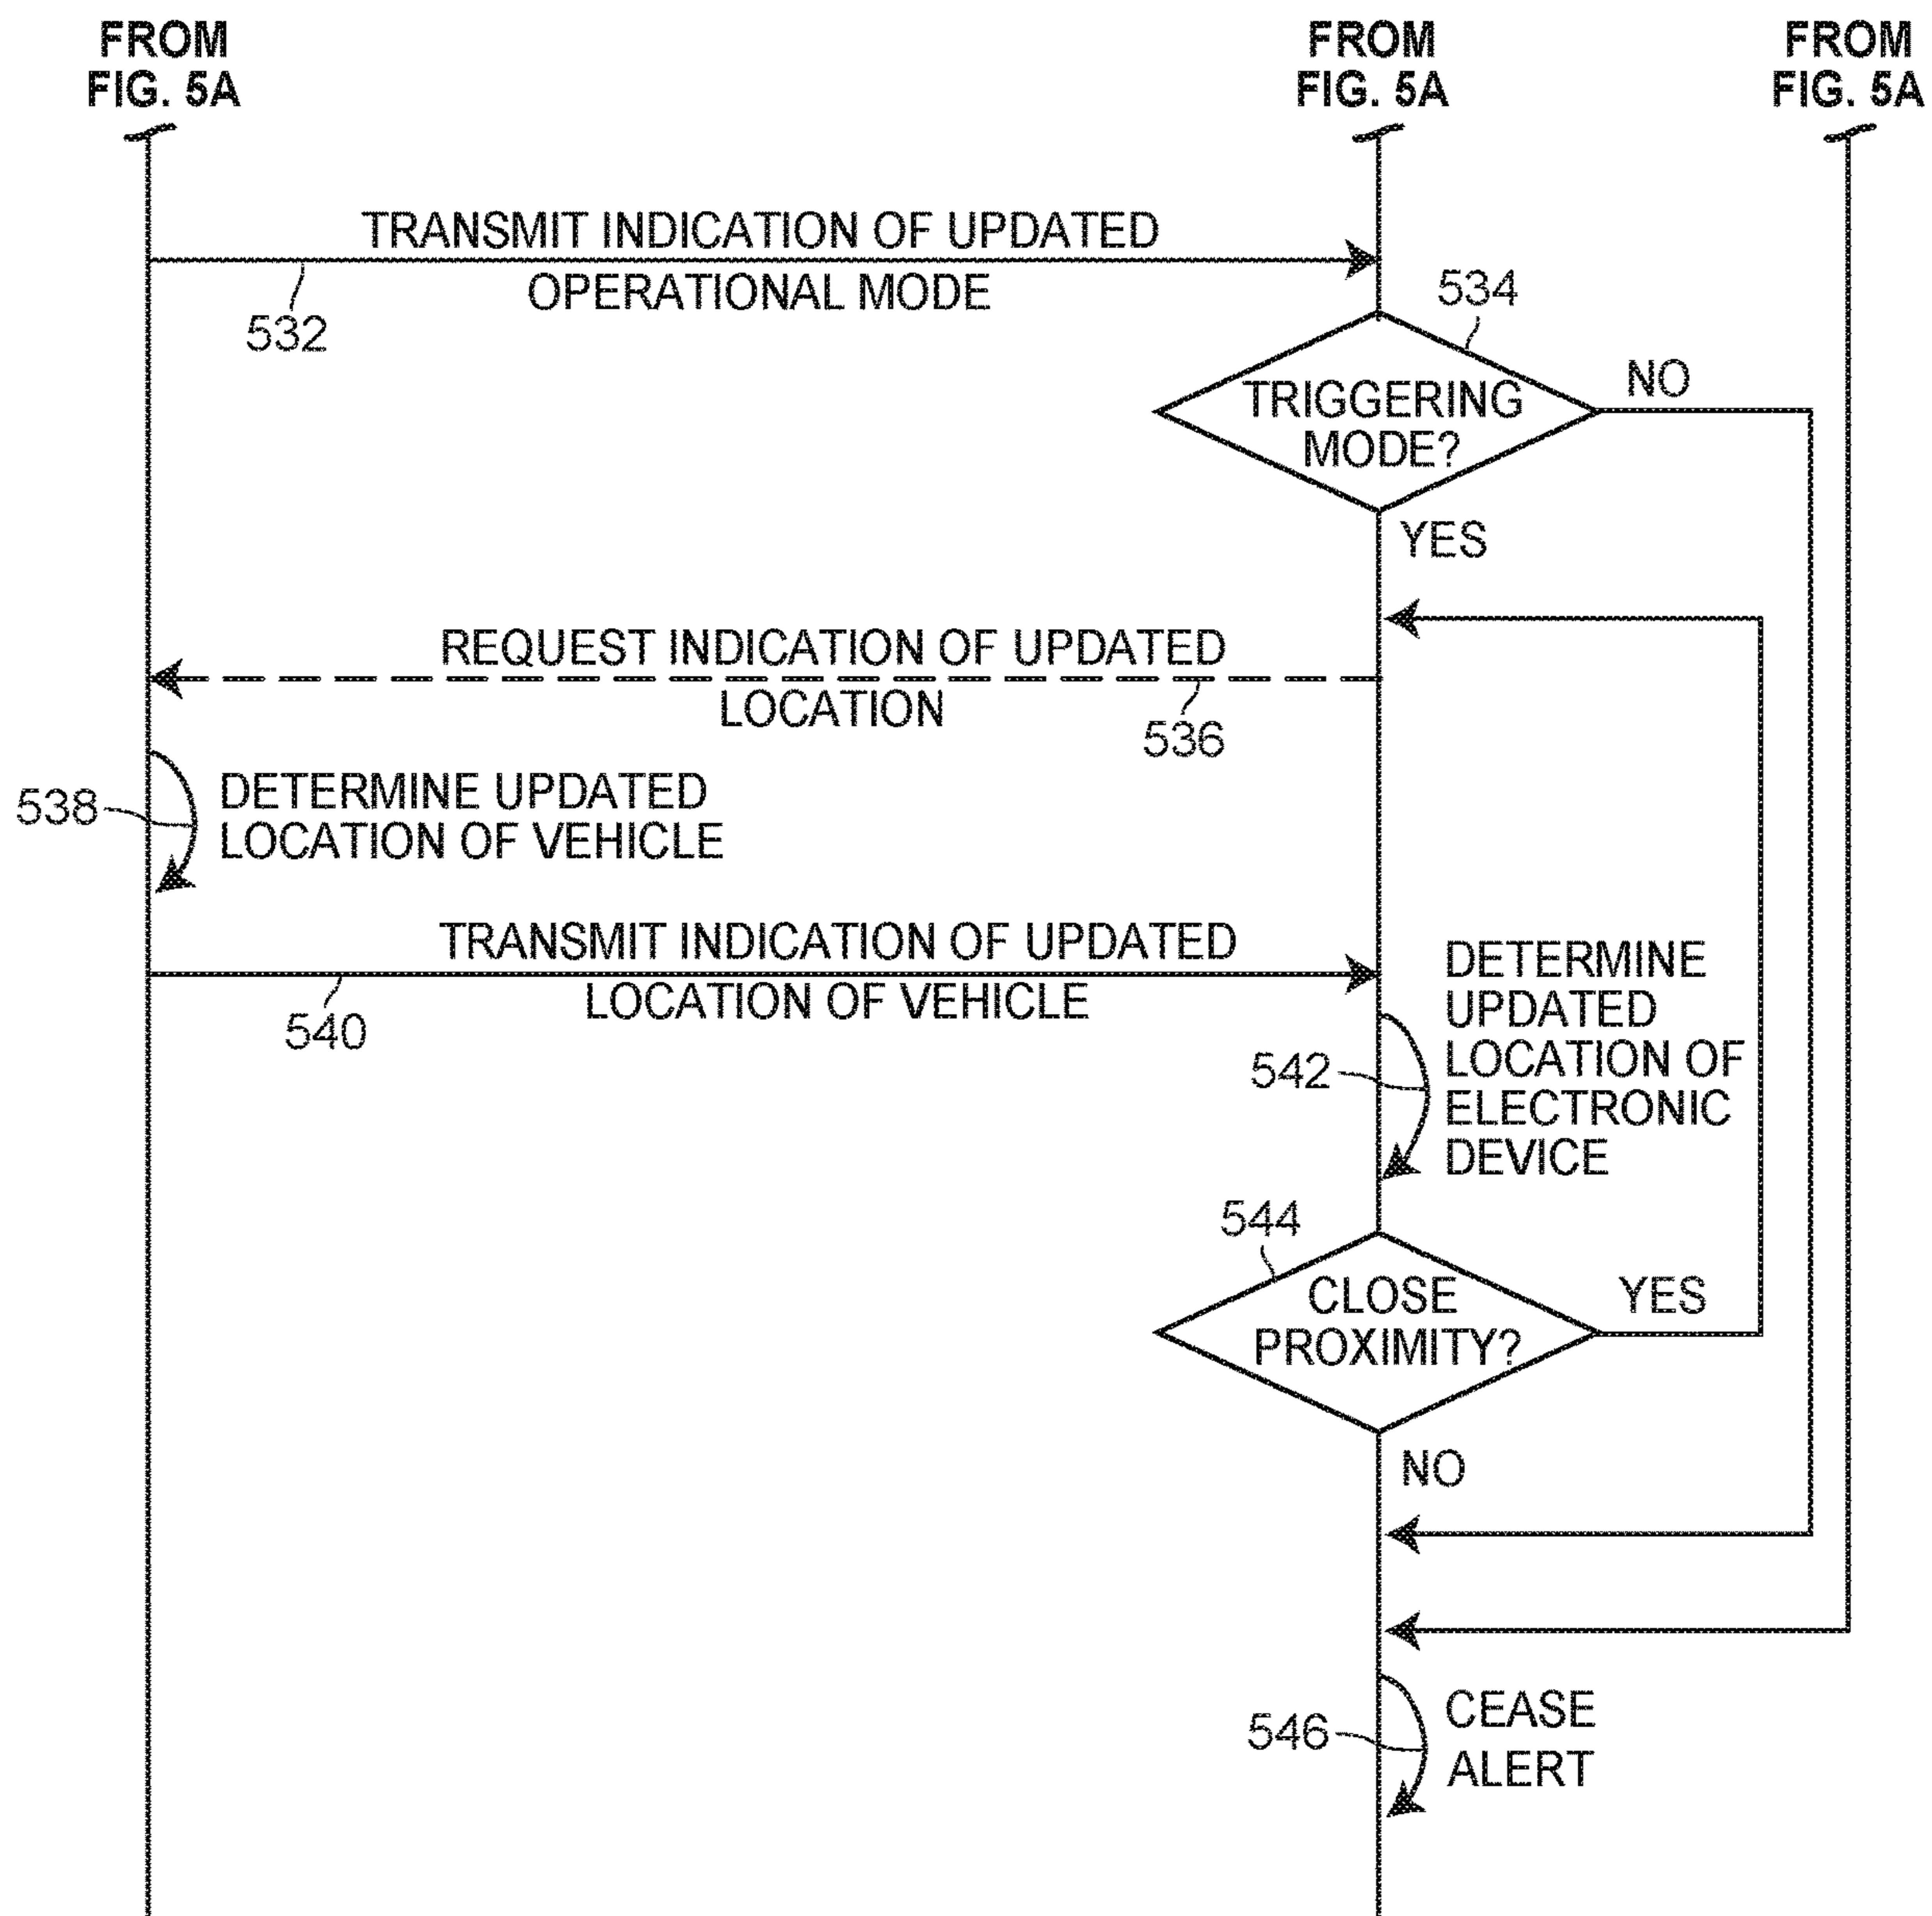 FROM
FIG. 5A
FROM
FIG. 5A
FROM
FIG. 5A
TRANSMIT INDICATION OF UPDATED
OPERATIONAL MODE
532
534
TRIGGERING
MODE?
NO
YES
REQUEST INDICATION OF UPDATED
LOCATION
536
538
DETERMINE UPDATED
LOCATION OF VEHICLE
TRANSMIT INDICATION OF UPDATED
LOCATION OF VEHICLE
540
542
DETERMINE
UPDATED
LOCATION OF
ELECTRONIC
DEVICE
544
CLOSE
PROXIMITY?
YES
NO
546
CEASE
ALERT